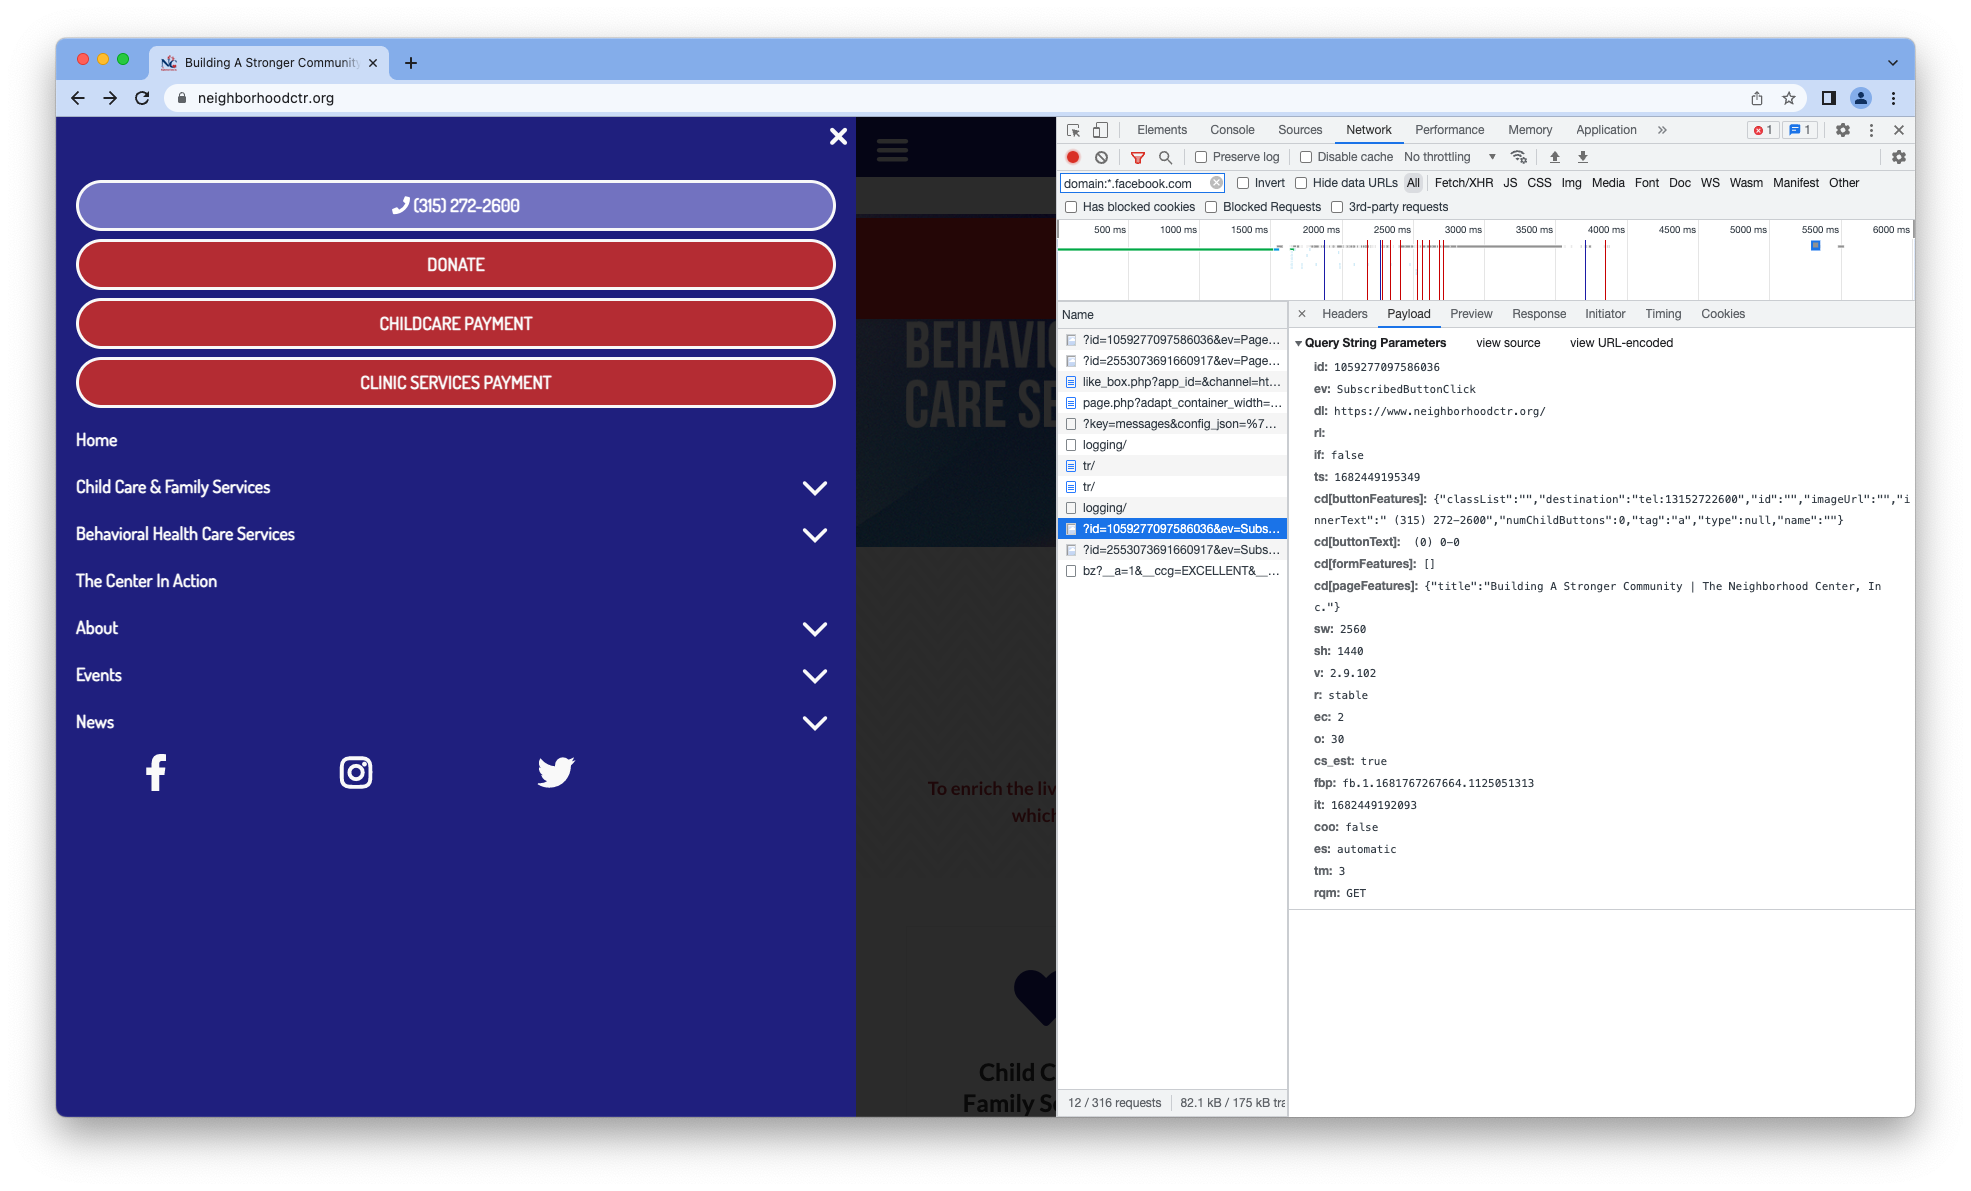 Building A Stronger Community
neighborhoodctr.org
(315) 272-2600
DONATE
CHILDCARE PAYMENT
CLINIC SERVICES PAYMENT
Home
Child Care & Family Services
Behavioral Health Care Services
The Center In Action
About
Events
News
BEHAVI
CARE SE
To enrich the liv
which
Child C
Family Se
Elements Console Sources Network Performance Memory Application » 1 1
Preserve log Disable cache No throttling
domain:*.facebook.com Invert Hide data URLs All Fetch/XHR JS CSS Img Media Font Doc WS Wasm Manifest Other
Has blocked cookies Blocked Requests 3rd-party requests
500 ms 1000 ms 1500 ms 2000 ms 2500 ms 3000 ms 3500 ms 4000 ms 4500 ms 5000 ms 5500 ms 6000 ms
Name
?id=1059277097586036&ev=Page...
?id=2553073691660917&ev=Page...
like_box.php?app_id=&channel=ht...
page.php?adapt_container_width=...
?key=messages&config_json=%7...
logging/
tr/
tr/
logging/
?id=1059277097586036&ev=Subs...
?id=2553073691660917&ev=Subs...
bz?__a=1&__ccg=EXCELLENT&__...
12 / 316 requests 82.1 kB / 175 kB tra
Headers Payload Preview Response Initiator Timing Cookies
Query String Parameters view source view URL-encoded
id: 1059277097586036
ev: SubscribedButtonClick
dl: https://www.neighborhoodctr.org/
rl:
if: false
ts: 1682449195349
cd[buttonFeatures]: {"classList":"","destination":"tel:13152722600","id":"","imageUrl":"","i
nnerText":" (315) 272-2600","numChildButtons":0,"tag":"a","type":null,"name":""}
cd[buttonText]: (0) 0-0
cd[formFeatures]: []
cd[pageFeatures]: {"title":"Building A Stronger Community | The Neighborhood Center, In
c."}
sw: 2560
sh: 1440
v: 2.9.102
r: stable
ec: 2
o: 30
cs_est: true
fbp: fb.1.1681767267664.1125051313
it: 1682449192093
coo: false
es: automatic
tm: 3
rqm: GET